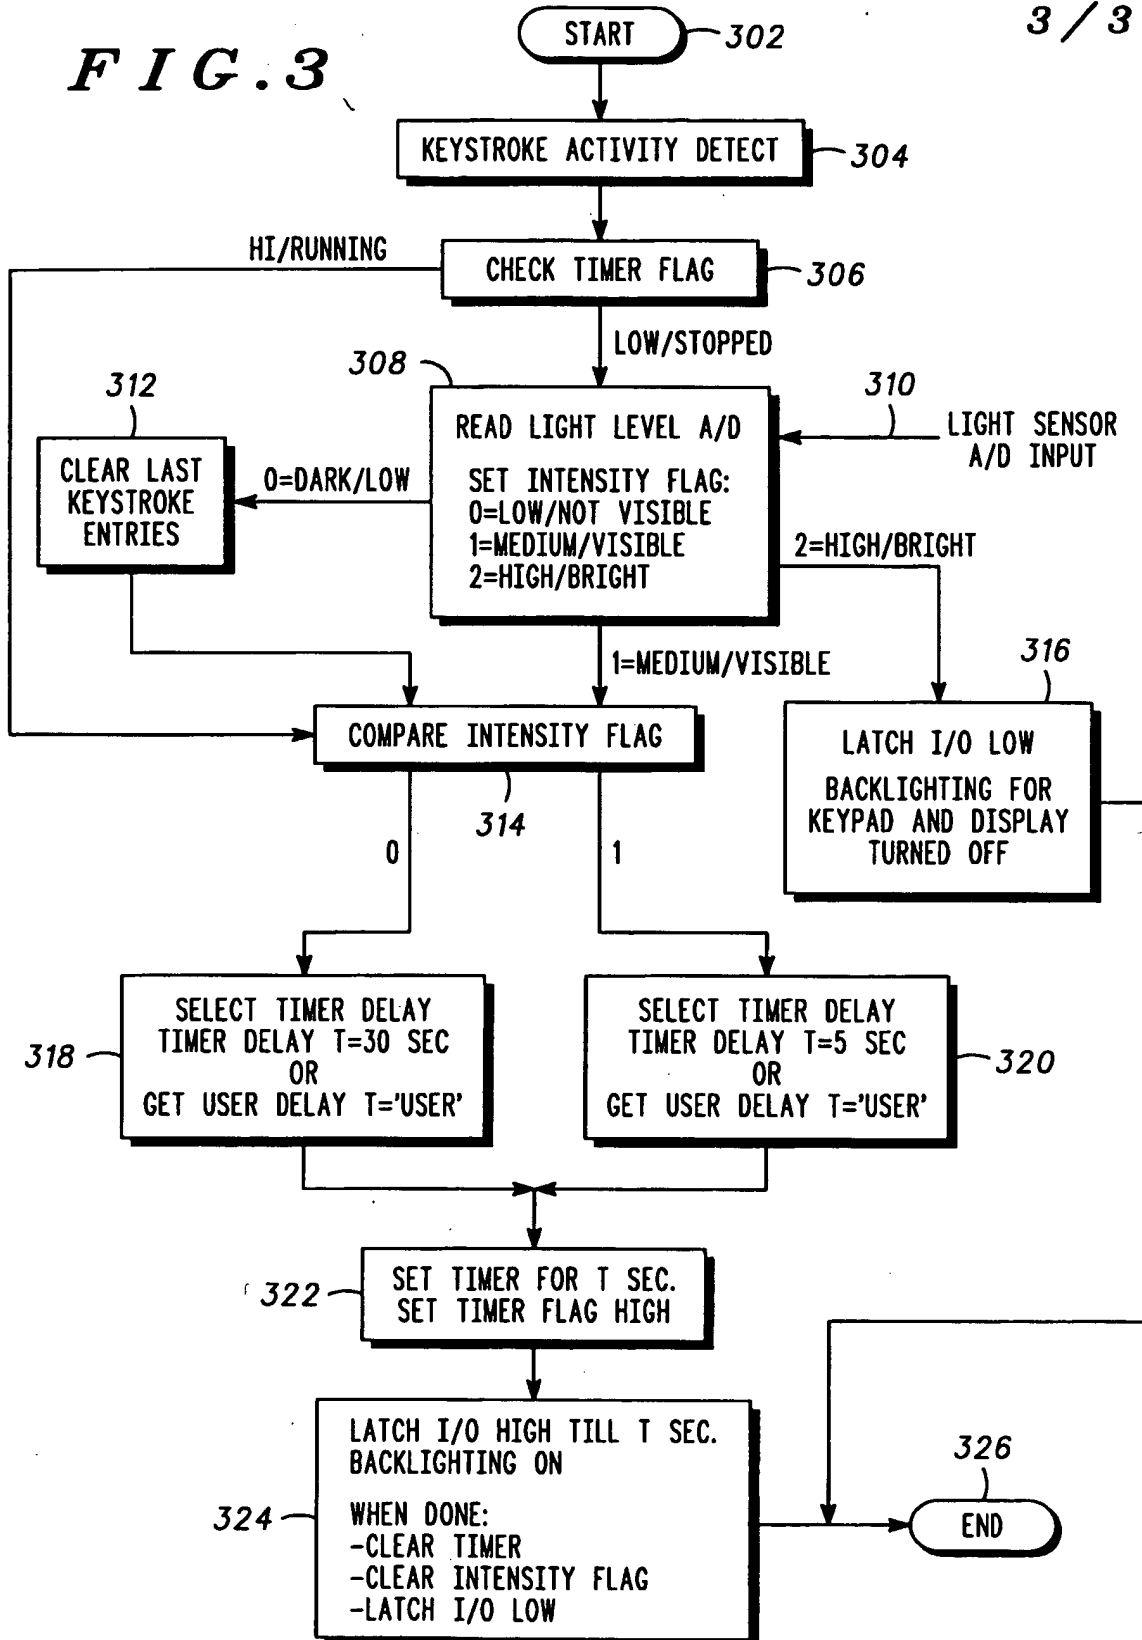 3/3
FIG.3
START
302
KEYSTROKE ACTIVITY DETECT
304
HI/RUNNING
CHECK TIMER FLAG
306
LOW/STOPPED
308
312
310
READ LIGHT LEVEL A/D
SET INTENSITY FLAG:
0=LOW/NOT VISIBLE
1=MEDIUM/VISIBLE
2=HIGH/BRIGHT
LIGHT SENSOR
A/D INPUT
CLEAR LAST
KEYSTROKE
ENTRIES
0=DARK/LOW
2=HIGH/BRIGHT
1=MEDIUM/VISIBLE
316
COMPARE INTENSITY FLAG
314
LATCH I/O LOW
BACKLIGHTING FOR
KEYPAD AND DISPLAY
TURNED OFF
0
1
318
SELECT TIMER DELAY
TIMER DELAY T=30 SEC
OR
GET USER DELAY T='USER'
SELECT TIMER DELAY
TIMER DELAY T=5 SEC
OR
GET USER DELAY T='USER'
320
322
SET TIMER FOR T SEC.
SET TIMER FLAG HIGH
324
LATCH I/O HIGH TILL T SEC.
BACKLIGHTING ON
WHEN DONE:
-CLEAR TIMER
-CLEAR INTENSITY FLAG
-LATCH I/O LOW
326
END